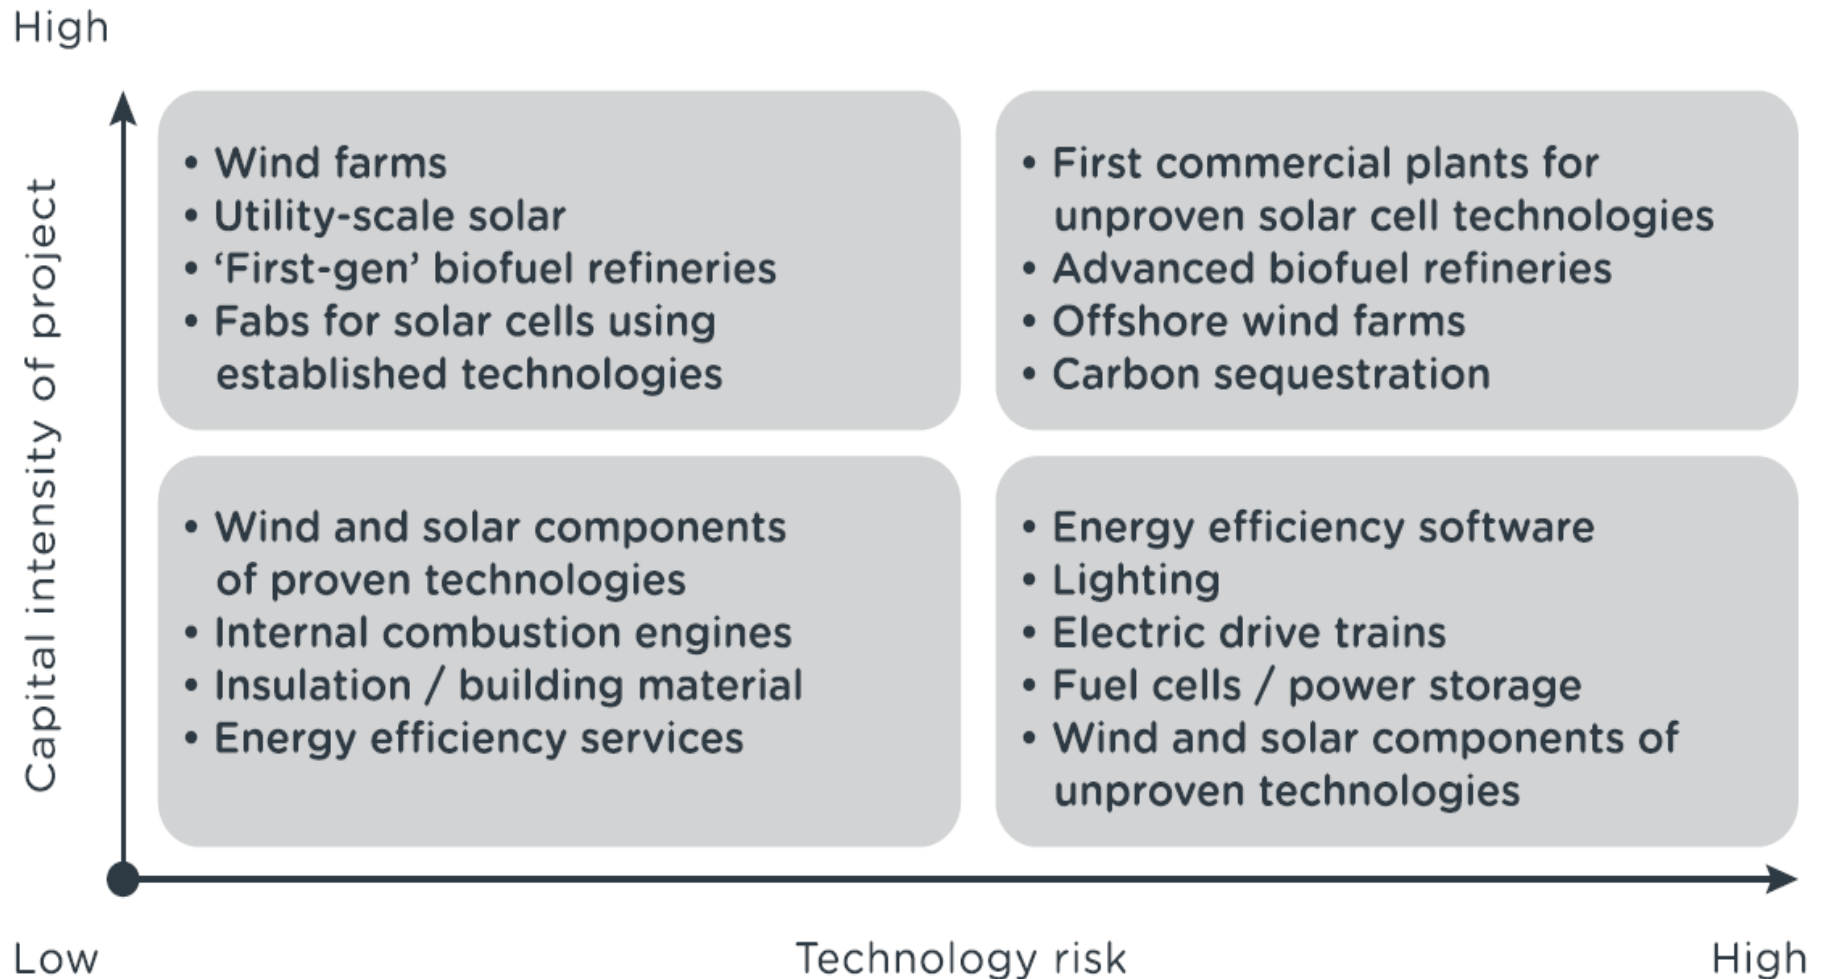 High
Capital intensity of project
• Wind farms
• Utility-scale solar
• ‘First-gen’ biofuel refineries
• Fabs for solar cells using
established technologies
• First commercial plants for
unproven solar cell technologies
• Advanced biofuel refineries
• Offshore wind farms
• Carbon sequestration
• Wind and solar components
of proven technologies
• Internal combustion engines
• Insulation / building material
• Energy efficiency services
• Energy efficiency software
• Lighting
• Electric drive trains
• Fuel cells / power storage
• Wind and solar components of
unproven technologies
Low
Technology risk
High